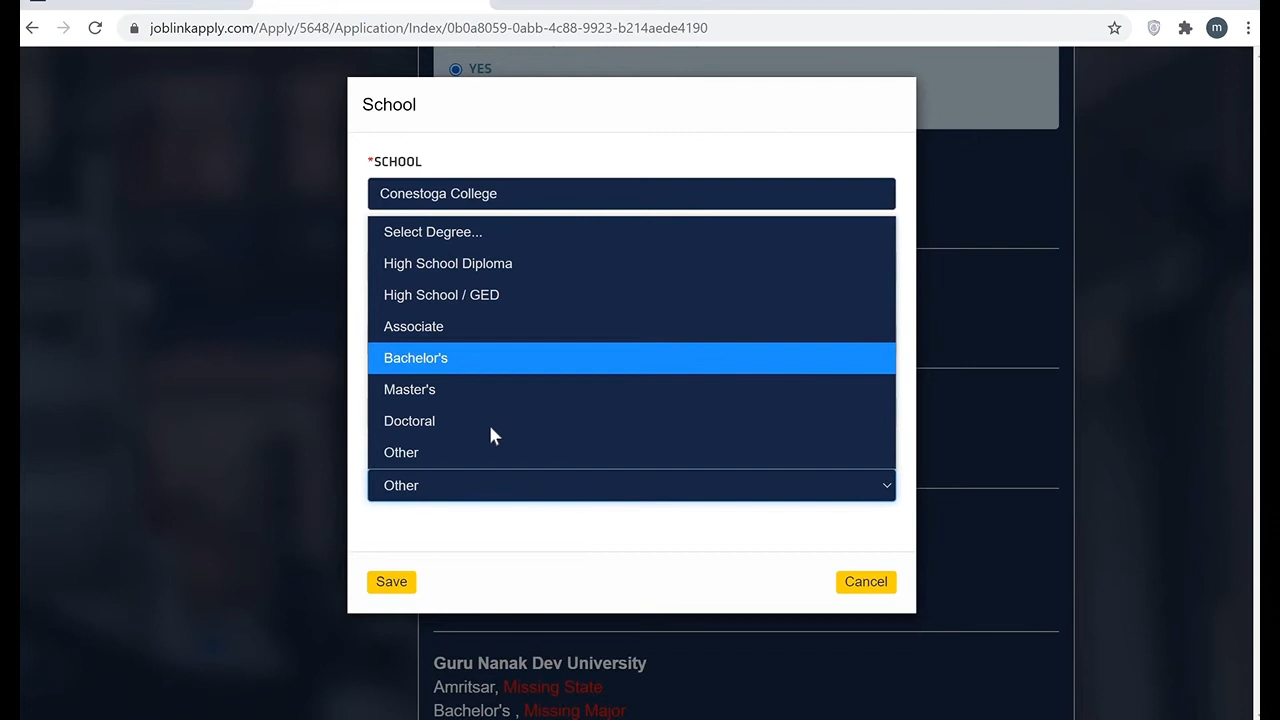 joblinkapply.com/Apply/5648/Application/Index/0b0a8059-0abb-4c88-9923-b214aede4190
m
YES
School
*SCHOOL
Conestoga College
Select Degree...
High School Diploma
High School / GED
Associate
Bachelor's
Master's
Doctoral
Other
Other
Save
Cancel
Guru Nanak Dev University
Amritsar, Missing State
Bachelor's , Missing Major